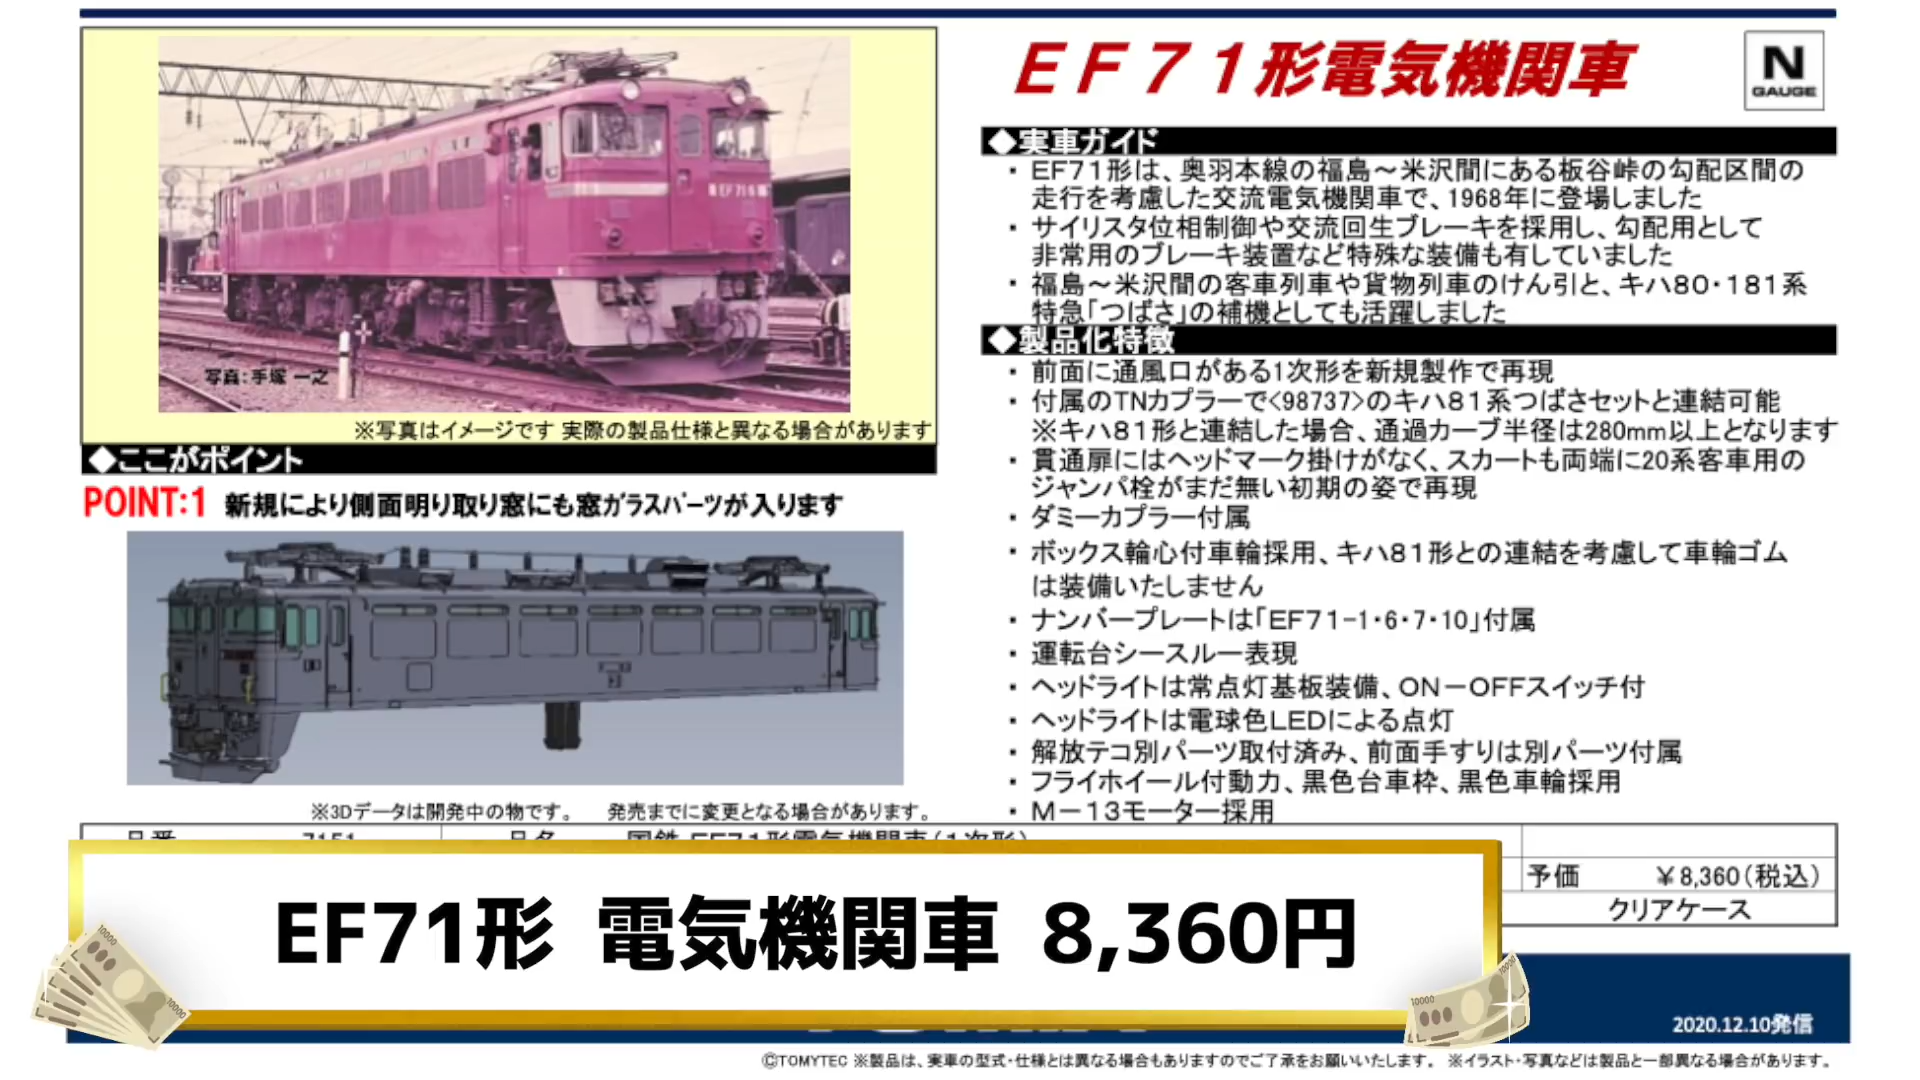 EF71形電気機関車
N
GAUGE
EF716
写真:手塚 一之
※写真はイメージです 実際の製品仕様と異なる場合があります
◆ここがポイント
POINT:1 新規により側面明り取り窓にも窓ガラスパーツが入ります
※3Dデータは開発中の物です。 発売までに変更となる場合があります。
◆実車ガイド
・EF71形は、奥羽本線の福島～米沢間にある板谷峠の勾配区間の
走行を考慮した交流電気機関車で、1968年に登場しました
・サイリスタ位相制御や交流回生ブレーキを採用し、勾配用として
非常用のブレーキ装置など特殊な装備も有していました
・福島～米沢間の客車列車や貨物列車のけん引と、キハ80・181系
特急「つばさ」の補機としても活躍しました
◆製品化特徴
・前面に通風口がある1次形を新規製作で再現
・付属のTNカプラーで<98737>のキハ81系つばさセットと連結可能
※キハ81形と連結した場合、通過カーブ半径は280mm以上となります
・貫通扉にはヘッドマーク掛けがなく、スカートも両端に20系客車用の
ジャンパ栓がまだ無い初期の姿で再現
・ダミーカプラー付属
・ボックス輪心付車輪採用、キハ81形との連結を考慮して車輪ゴム
は装備いたしません
・ナンバープレートは「EF71-1・6・7・10」付属
・運転台シースルー表現
・ヘッドライトは常点灯基板装備、ON－OFFスイッチ付
・ヘッドライトは電球色LEDによる点灯
・解放テコ別パーツ取付済み、前面手すりは別パーツ付属
・フライホイール付動力、黒色台車枠、黒色車輪採用
・M－13モーター採用
品番 7151 品名 国鉄 EF71形電気機関車(1次形)
予価 ￥8,360(税込)
クリアケース
EF71形 電気機関車 8,360円
10000
10000
10000
10000
2020.12.10発信
ⒸTOMYTEC ※製品は、実車の型式・仕様とは異なる場合もありますのでご了承をお願いいたします。 ※イラスト・写真などは製品と一部異なる場合があります。